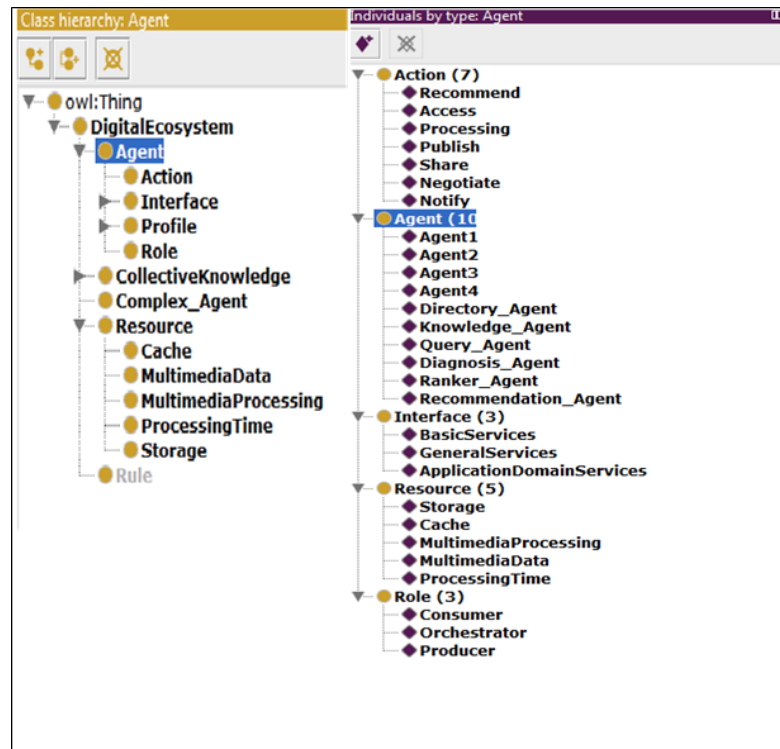 Class hierarchy: Agent
owl:Thing
DigitalEcosystem
Agent
Action
Interface
Profile
Role
CollectiveKnowledge
Complex_Agent
Resource
Cache
MultimediaData
MultimediaProcessing
ProcessingTime
Storage
Rule
Individuals by type: Agent
Action (7)
Recommend
Access
Processing
Publish
Share
Negotiate
Notify
Agent (10
Agent1
Agent2
Agent3
Agent4
Directory_Agent
Knowledge_Agent
Query_Agent
Diagnosis_Agent
Ranker_Agent
Recommendation_Agent
Interface (3)
BasicServices
GeneralServices
ApplicationDomainServices
Resource (5)
Storage
Cache
MultimediaProcessing
MultimediaData
ProcessingTime
Role (3)
Consumer
Orchestrator
Producer